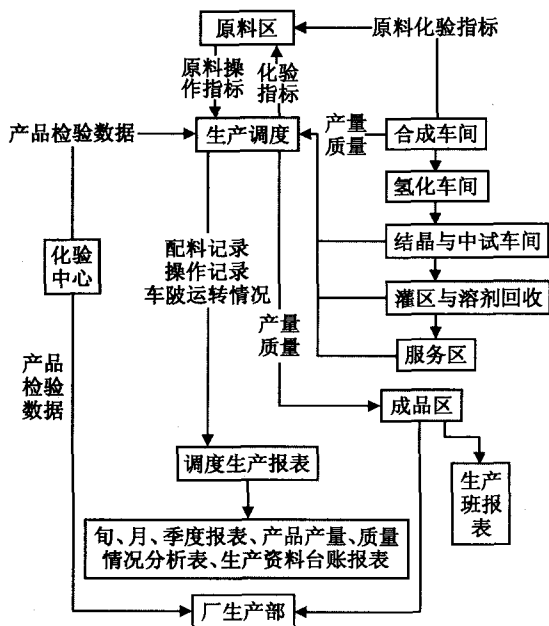 原料区
原料化验指标
原料操
作指标
化验
指标
产品检验数据
生产调度
产量
质量
合成车间
氢化车间
化验
中心
配料记录
操作记录
车陂运转情况
结晶与中试车间
灌区与溶剂回收
产量
质量
服务区
产品
检验
数据
成品区
调度生产报表
生产
班报
表
旬、月、季度报表、产品产量、质量
情况分析表、生产资料台账报表
厂生产部